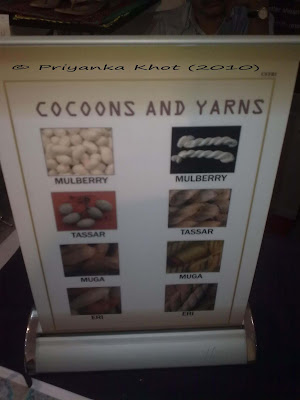 © Priyanka Khot (2010)
COCOONS AND YARNS
MULBERRY MULBERRY
TASSAR TASSAR
MUGA MUGA
ERI ERI